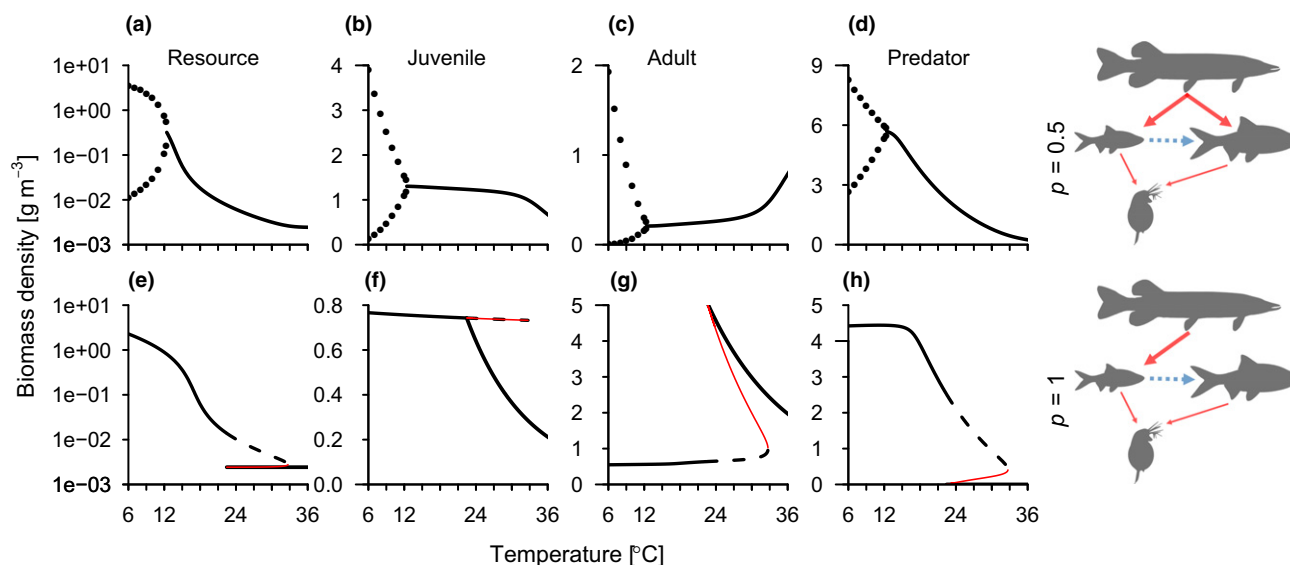 (a) (b) (c) (d)
Resource Juvenile Adult Predator
1e+01 4 2 9
1e+00 3 6
1e−01 2 1
1e−02 1 3
1e−03 0 0 0
p = 0.5
Biomass density [g m−3]
(e) (f) (g) (h)
1e+01 0.8 5 5
1e+00 0.6 4 4
1e−01 0.4 3 3
1e−02 0.2 2 2
1 1
1e−03 0.0 0 0
p = 1
6 12 24 36 6 12 24 36 6 12 24 36 6 12 24 36
Temperature [°C]